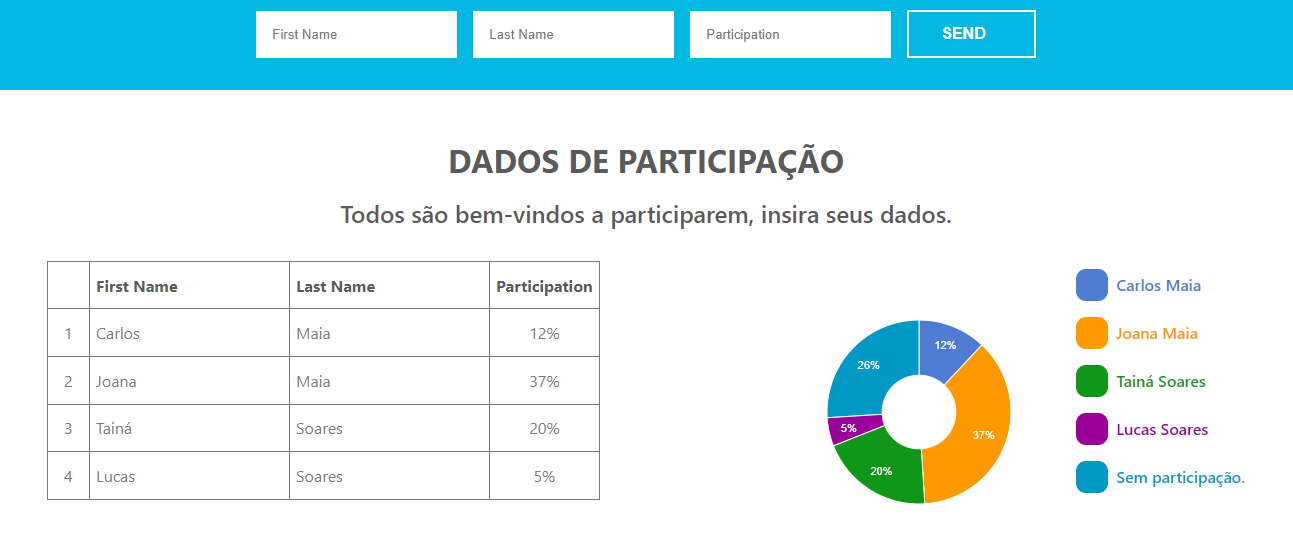 First Name Last Name Participation SEND
DADOS DE PARTICIPAÇÃO
Todos são bem-vindos a participarem, insira seus dados.
First Name Last Name Participation
1 Carlos Maia 12%
2 Joana Maia 37%
3 Tainá Soares 20%
4 Lucas Soares 5%
12%
26%
5%
37%
20%
Carlos Maia
Joana Maia
Tainá Soares
Lucas Soares
Sem participação.